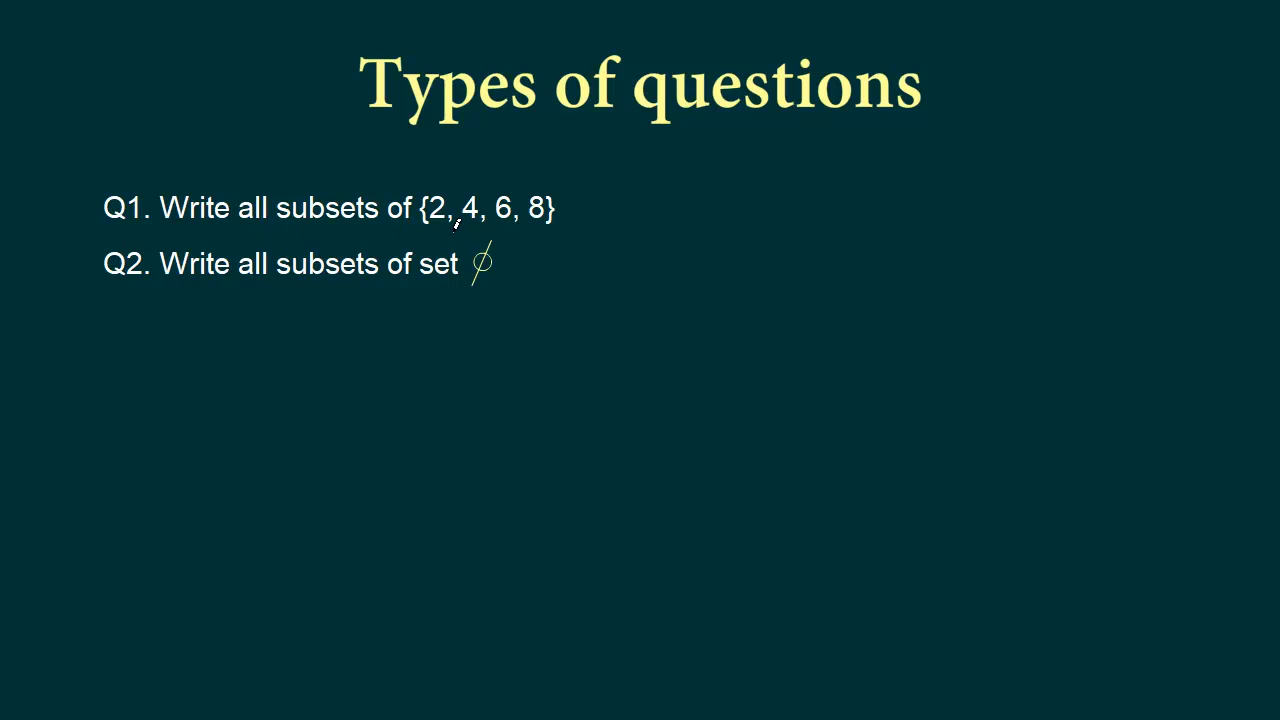 Types of questions
Q1. Write all subsets of {2, 4, 6, 8}
Q2. Write all subsets of set ∅